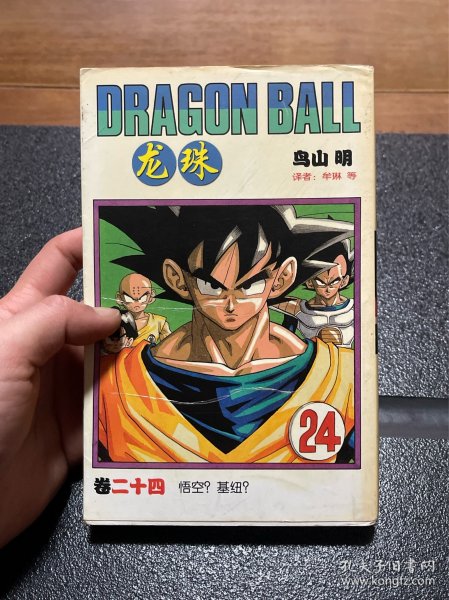 DRAGON BALL
龙珠
鸟山明
译者：牟琳 等
24
卷二十四 悟空？基纽？
孔夫子旧书网
www.kongfz.com